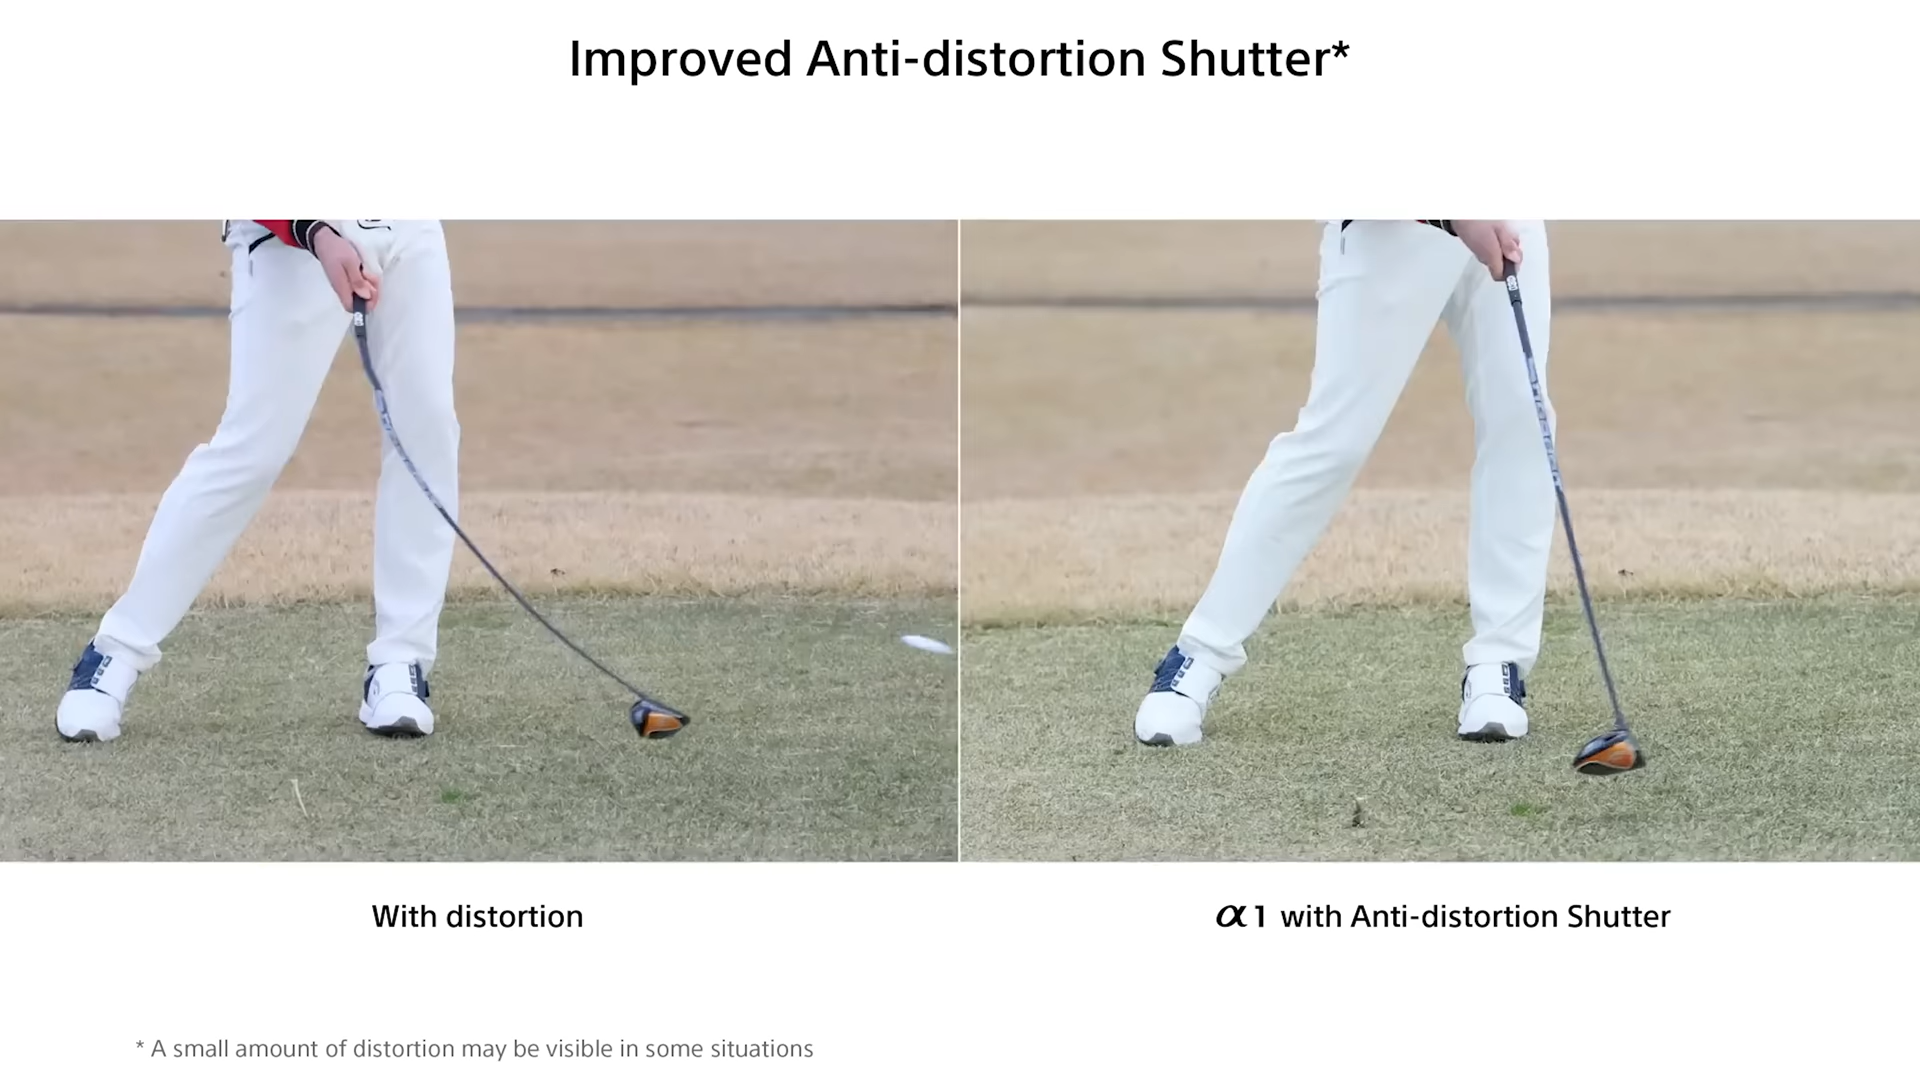 Improved Anti-distortion Shutter*
With distortion
α1 with Anti-distortion Shutter
* A small amount of distortion may be visible in some situations